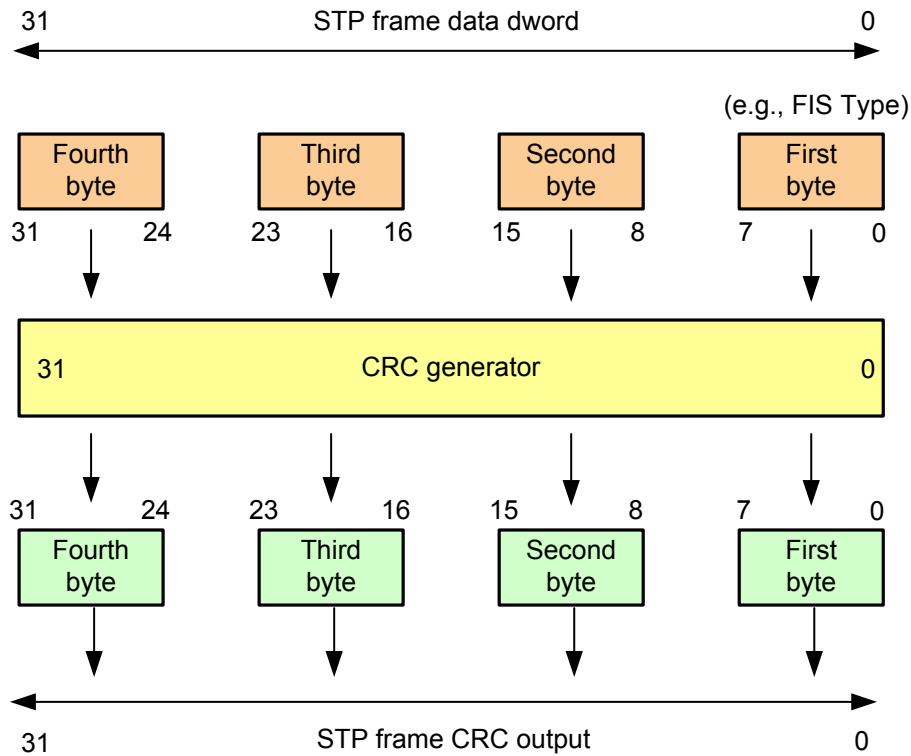 31 STP frame data dword 0
(e.g., FIS Type)
Fourth byte Third byte Second byte First byte
31 24 23 16 15 8 7 0
31 CRC generator 0
31 24 23 16 15 8 7 0
Fourth byte Third byte Second byte First byte
31 STP frame CRC output 0